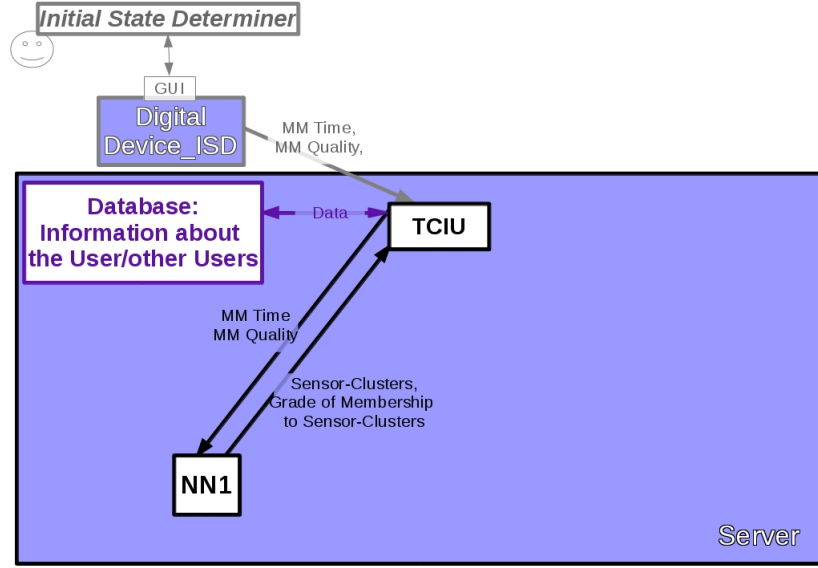 Initial State Determiner
GUI
Digital
Device_ISD
MM Time,
MM Quality,
Database:
Information about
the User/other Users
Data
TCIU
MM Time
MM Quality
Sensor-Clusters,
Grade of Membership
to Sensor-Clusters
NN1
Server